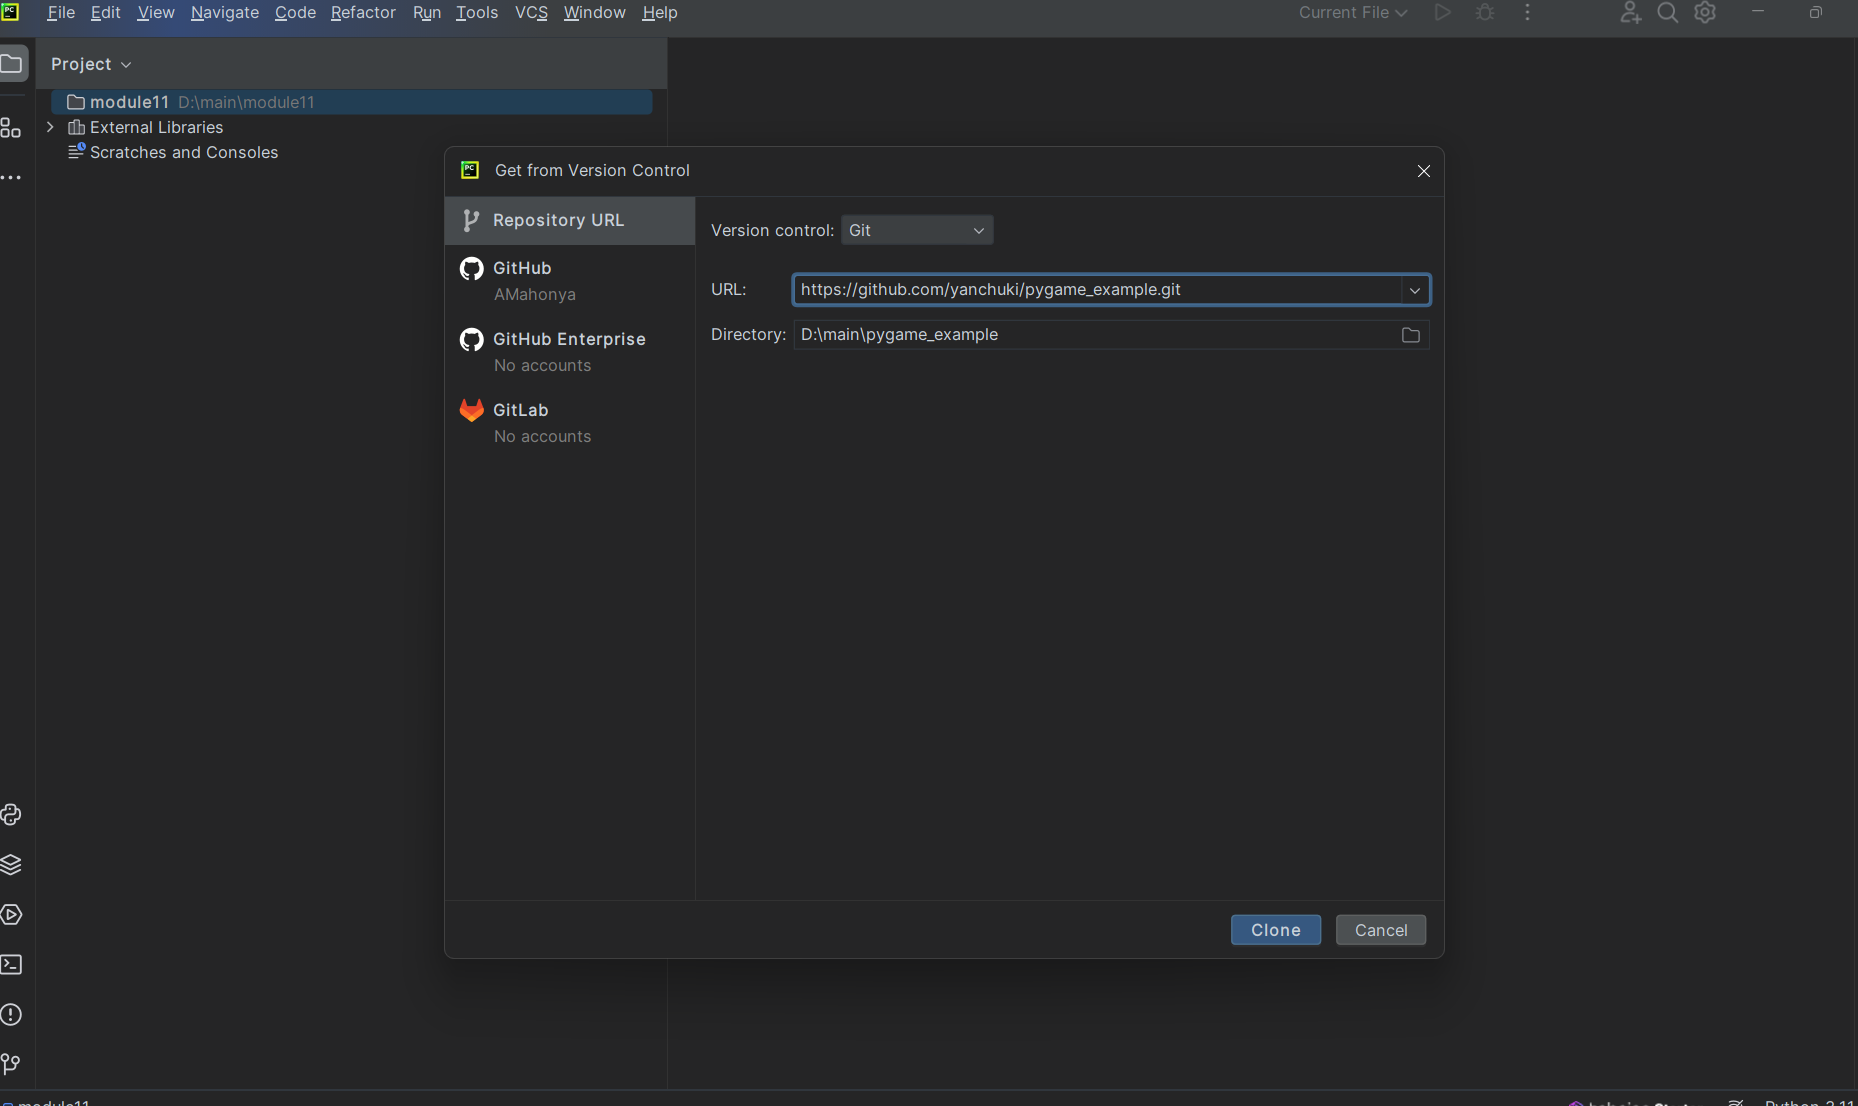 File Edit View Navigate Code Refactor Run Tools VCS Window Help
Current File
Project
module11 D:\main\module11
External Libraries
Scratches and Consoles
Get from Version Control
Repository URL
GitHub
AMahonya
GitHub Enterprise
No accounts
GitLab
No accounts
Version control: Git
URL: https://github.com/yanchuki/pygame_example.git
Directory: D:\main\pygame_example
Clone
Cancel
module11
Python 3.11